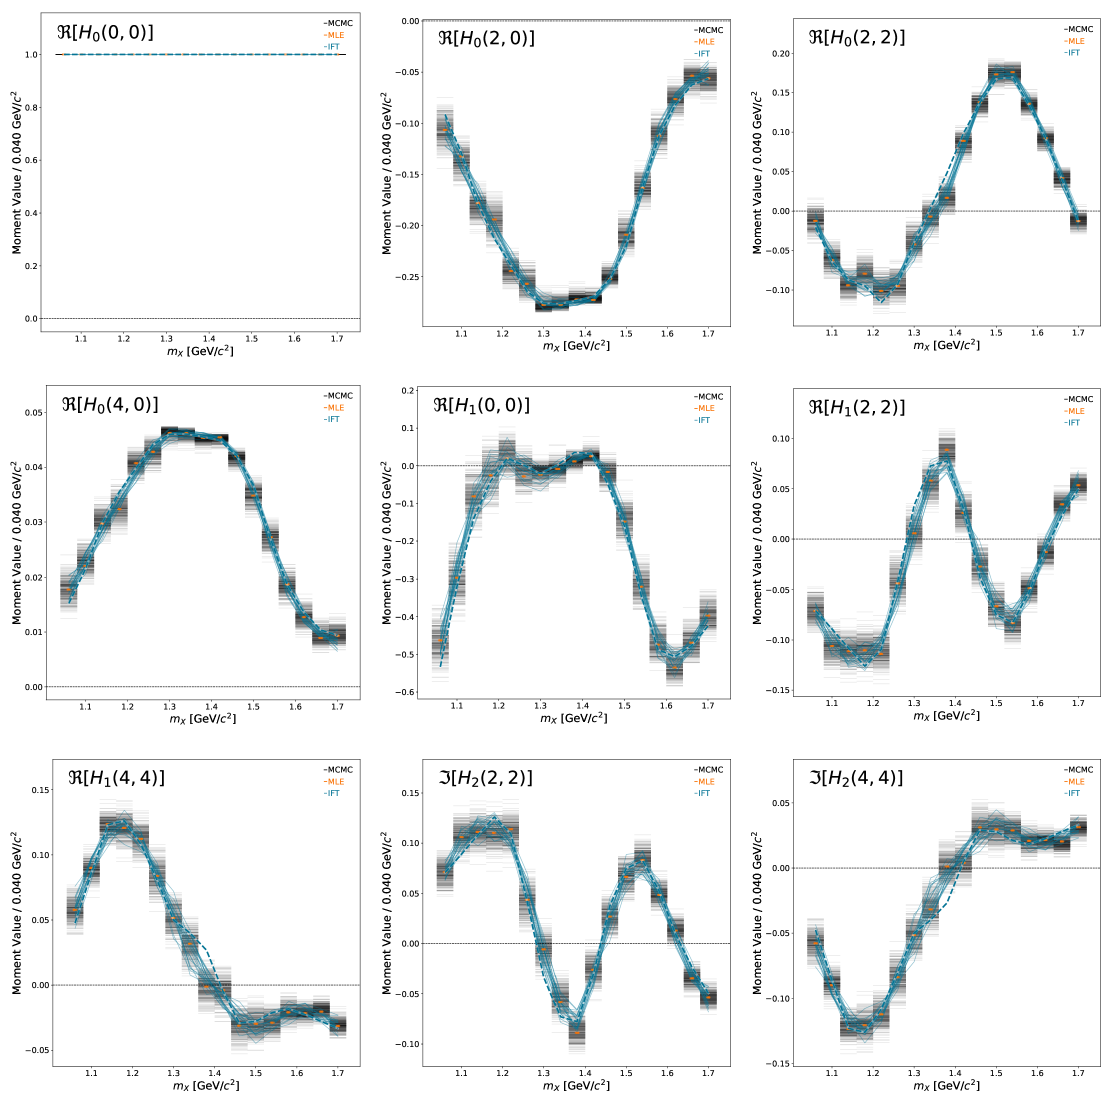 ℜ[H₀(0, 0)]
MCMC
MLE
IFT
Moment Value / 0.040 GeV/c²
1.0
0.8
0.6
0.4
0.2
0.0
1.1 1.2 1.3 1.4 1.5 1.6 1.7
m_X [GeV/c²]
ℜ[H₀(2, 0)]
MCMC
MLE
IFT
Moment Value / 0.040 GeV/c²
0.00
−0.05
−0.10
−0.15
−0.20
−0.25
1.1 1.2 1.3 1.4 1.5 1.6 1.7
m_X [GeV/c²]
ℜ[H₀(2, 2)]
MCMC
MLE
IFT
Moment Value / 0.040 GeV/c²
0.20
0.15
0.10
0.05
0.00
−0.05
−0.10
1.1 1.2 1.3 1.4 1.5 1.6 1.7
m_X [GeV/c²]
ℜ[H₀(4, 0)]
MCMC
MLE
IFT
Moment Value / 0.040 GeV/c²
0.05
0.04
0.03
0.02
0.01
0.00
1.1 1.2 1.3 1.4 1.5 1.6 1.7
m_X [GeV/c²]
ℜ[H₁(0, 0)]
MCMC
MLE
IFT
Moment Value / 0.040 GeV/c²
0.2
0.1
0.0
−0.1
−0.2
−0.3
−0.4
−0.5
−0.6
1.1 1.2 1.3 1.4 1.5 1.6 1.7
m_X [GeV/c²]
ℜ[H₁(2, 2)]
MCMC
MLE
IFT
Moment Value / 0.040 GeV/c²
0.10
0.05
0.00
−0.05
−0.10
−0.15
1.1 1.2 1.3 1.4 1.5 1.6 1.7
m_X [GeV/c²]
ℜ[H₁(4, 4)]
MCMC
MLE
IFT
Moment Value / 0.040 GeV/c²
0.15
0.10
0.05
0.00
−0.05
1.1 1.2 1.3 1.4 1.5 1.6 1.7
m_X [GeV/c²]
ℑ[H₂(2, 2)]
MCMC
MLE
IFT
Moment Value / 0.040 GeV/c²
0.15
0.10
0.05
0.00
−0.05
−0.10
1.1 1.2 1.3 1.4 1.5 1.6 1.7
m_X [GeV/c²]
ℑ[H₂(4, 4)]
MCMC
MLE
IFT
Moment Value / 0.040 GeV/c²
0.05
0.00
−0.05
−0.10
−0.15
1.1 1.2 1.3 1.4 1.5 1.6 1.7
m_X [GeV/c²]